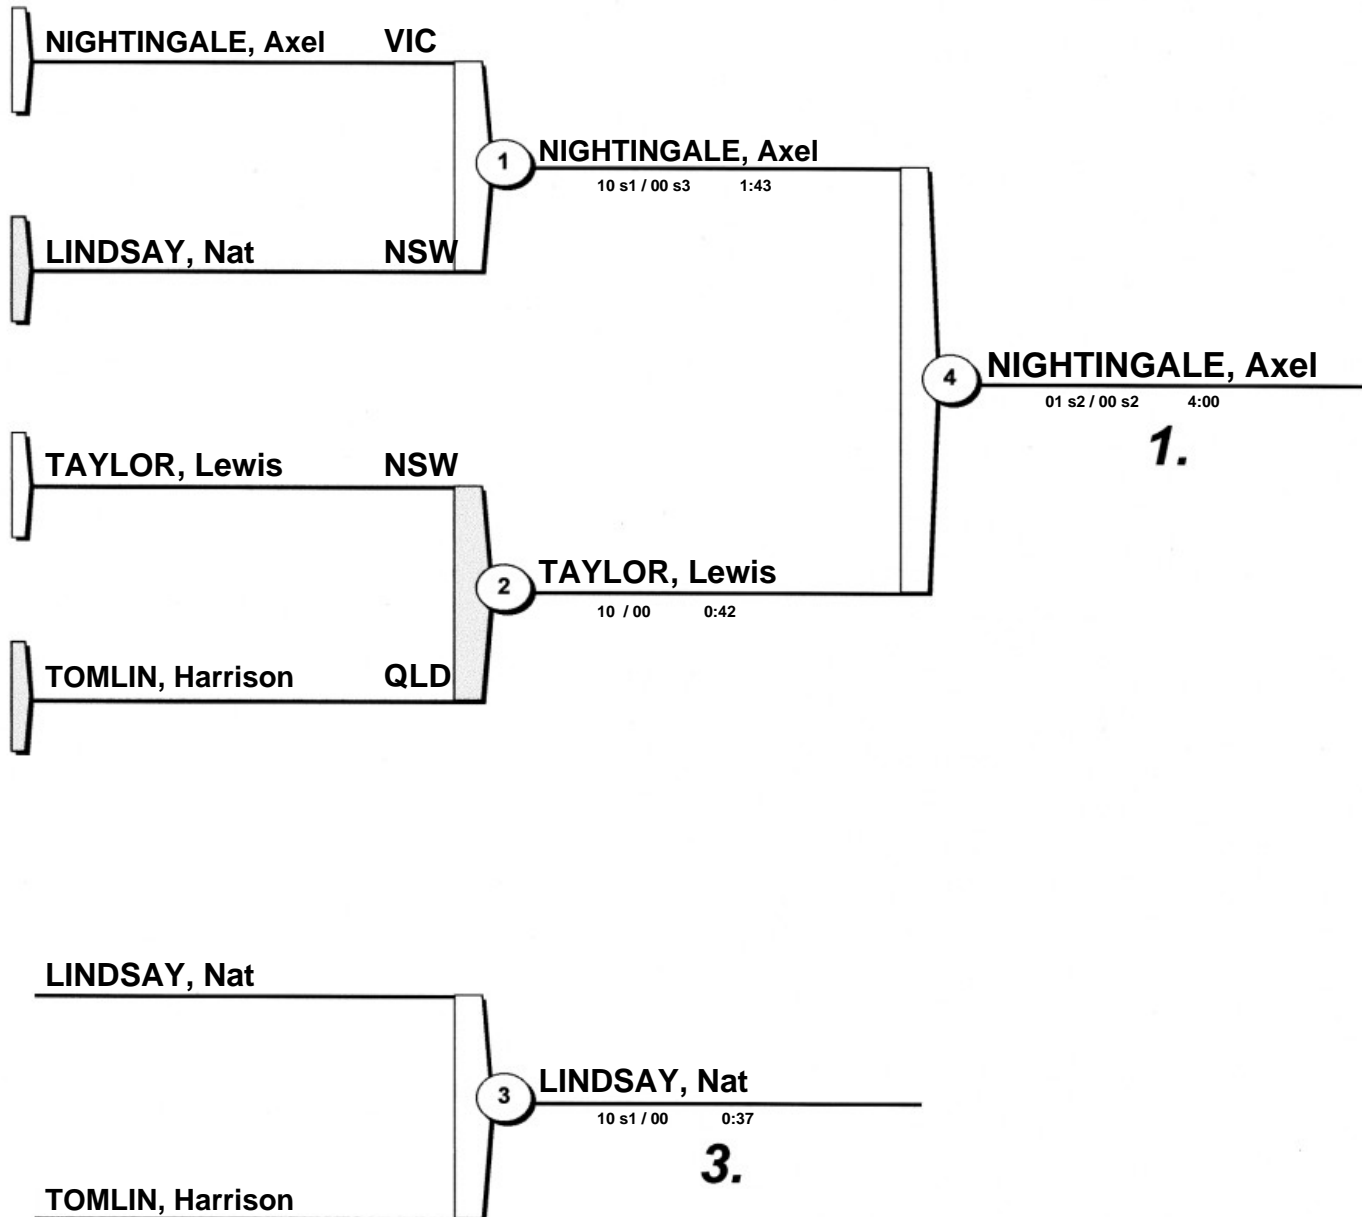 NIGHTINGALE, Axel VIC
1 NIGHTINGALE, Axel
10 s1 / 00 s3 1:43
LINDSAY, Nat NSW
4 NIGHTINGALE, Axel
01 s2 / 00 s2 4:00
1.
TAYLOR, Lewis NSW
2 TAYLOR, Lewis
10 / 00 0:42
TOMLIN, Harrison QLD
LINDSAY, Nat
3 LINDSAY, Nat
10 s1 / 00 0:37
3.
TOMLIN, Harrison